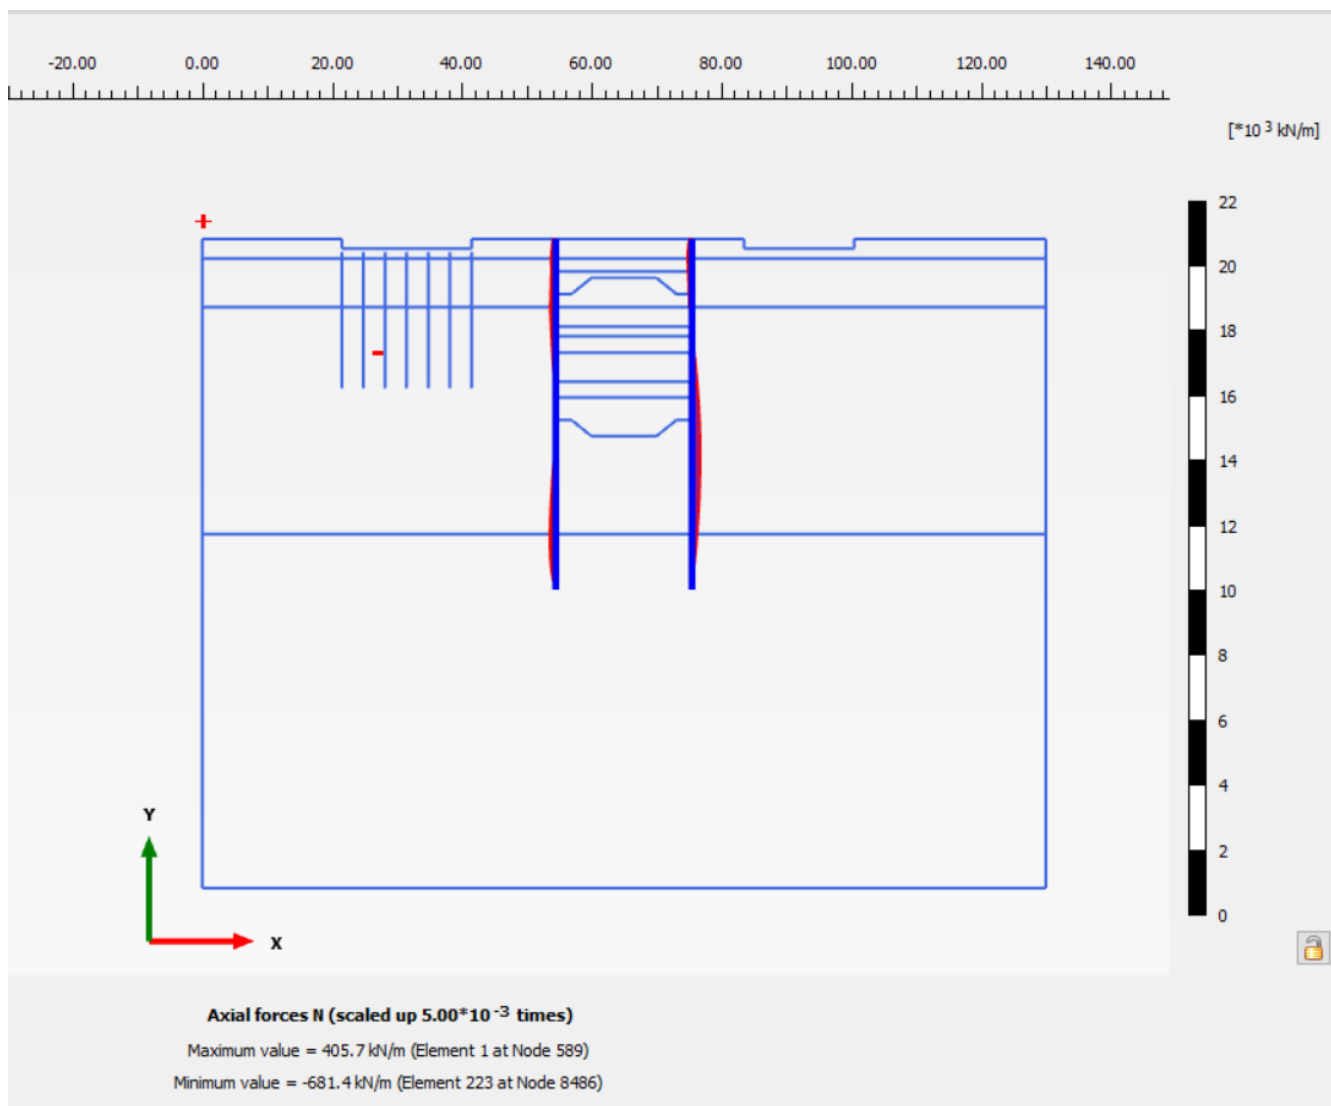 -20.00 0.00 20.00 40.00 60.00 80.00 100.00 120.00 140.00
[*10 3 kN/m]
22
20
18
16
14
12
10
8
6
4
2
0
Y
X
Axial forces N (scaled up 5.00*10 -3 times)
Maximum value = 405.7 kN/m (Element 1 at Node 589)
Minimum value = -681.4 kN/m (Element 223 at Node 8486)